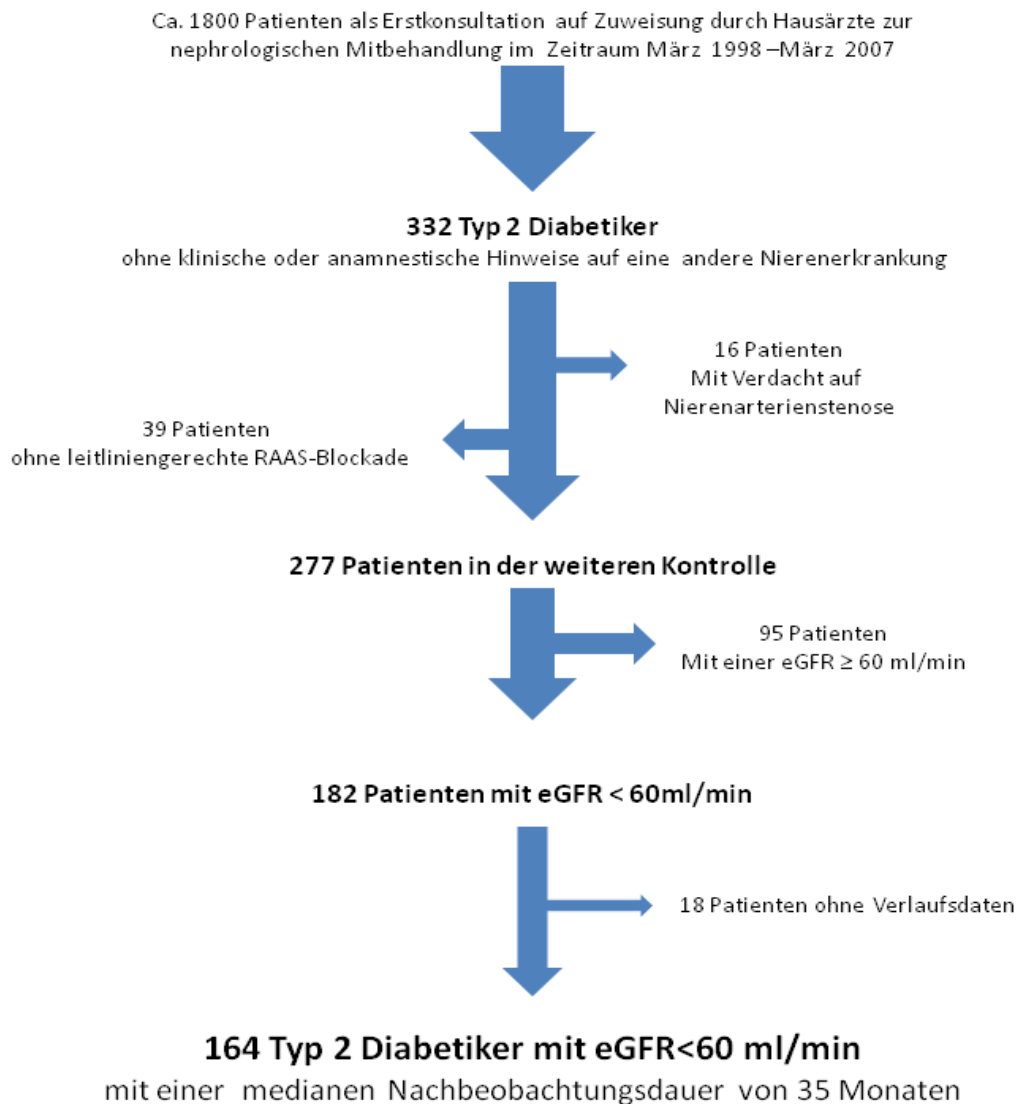 Ca. 1800 Patienten als Erstkonsultation auf Zuweisung durch Hausärzte zur
nephrologischen Mitbehandlung im Zeitraum März 1998 –März 2007
332 Typ 2 Diabetiker
ohne klinische oder anamnestische Hinweise auf eine andere Nierenerkrankung
16 Patienten
Mit Verdacht auf
Nierenarterienstenose
39 Patienten
ohne leitliniengerechte RAAS-Blockade
277 Patienten in der weiteren Kontrolle
95 Patienten
Mit einer eGFR ≥ 60 ml/min
182 Patienten mit eGFR < 60ml/min
18 Patienten ohne Verlaufsdaten
164 Typ 2 Diabetiker mit eGFR<60 ml/min
mit einer medianen Nachbeobachtungsdauer von 35 Monaten